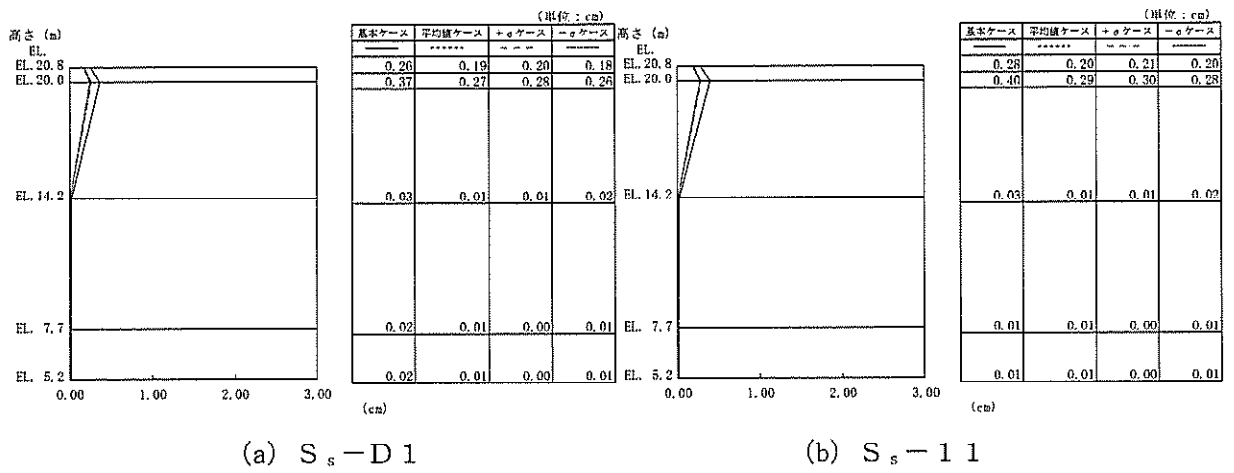 (単位：cm)
高さ (m)
EL.
基本ケース 平均値ケース ＋σケース －σケース
EL.20.8 0.26 0.19 0.20 0.18
EL.20.0 0.37 0.27 0.28 0.26
EL.14.2 0.03 0.01 0.01 0.02
EL. 7.7 0.02 0.01 0.00 0.01
EL. 5.2 0.02 0.01 0.00 0.01
0.00 1.00 2.00 3.00
(cm)
(a) Ss－D1
(単位：cm)
高さ (m)
EL.
基本ケース 平均値ケース ＋σケース －σケース
EL.20.8 0.28 0.20 0.21 0.20
EL.20.0 0.40 0.29 0.30 0.28
EL.14.2 0.03 0.01 0.01 0.02
EL. 7.7 0.01 0.01 0.00 0.01
EL. 5.2 0.01 0.01 0.00 0.01
0.00 1.00 2.00 3.00
(cm)
(b) Ss－11